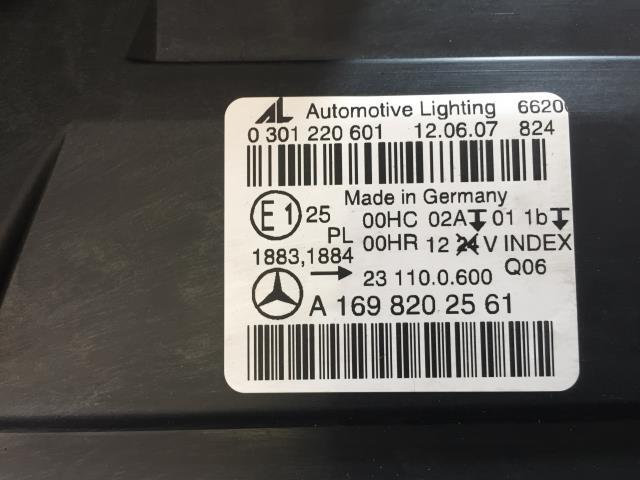 AL Automotive Lighting 6620
0 301 220 601 12.06.07 824
Made in Germany
E1 25 00HC 02A 01 1b
PL 00HR 12 24 V INDEX
1883,1884 → 23 110.0.600 Q06
A 169 820 25 61